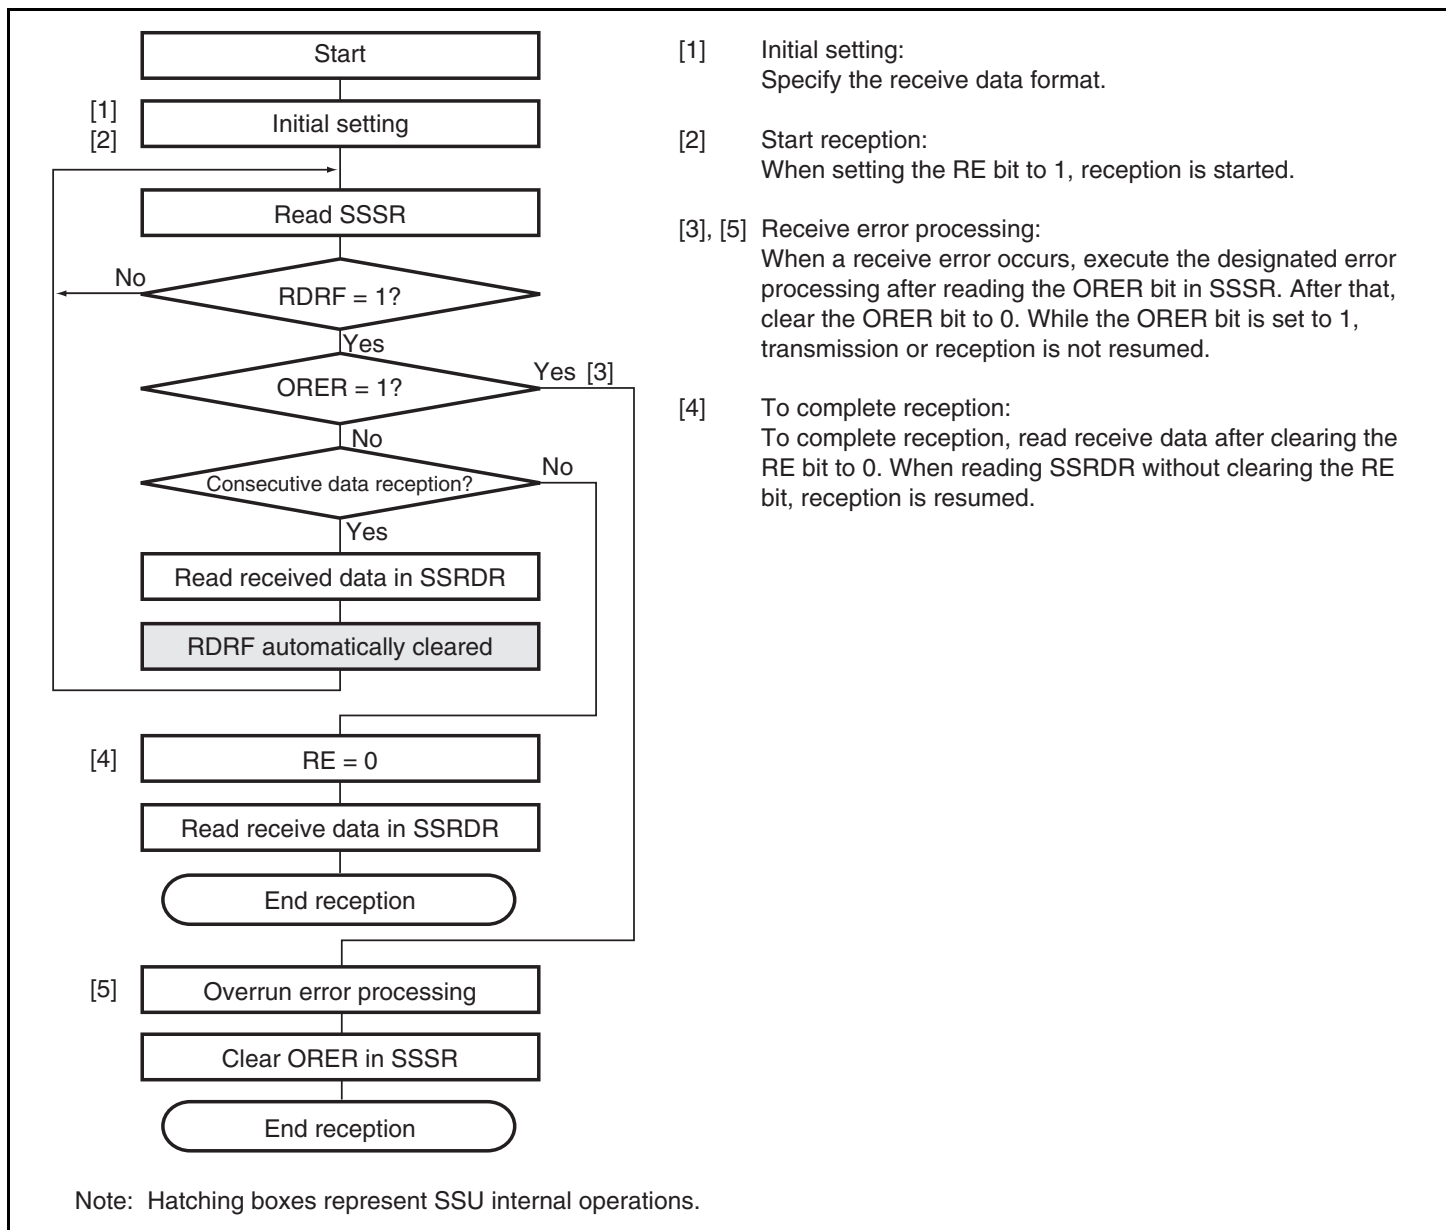 Start
[1]
[2]
Initial setting
Read SSSR
No
RDRF = 1?
Yes
ORER = 1?
Yes [3]
No
Consecutive data reception?
No
Yes
Read received data in SSRDR
RDRF automatically cleared
[4]
RE = 0
Read receive data in SSRDR
End reception
[5]
Overrun error processing
Clear ORER in SSSR
End reception
[1] Initial setting:
Specify the receive data format.
[2] Start reception:
When setting the RE bit to 1, reception is started.
[3], [5] Receive error processing:
When a receive error occurs, execute the designated error
processing after reading the ORER bit in SSSR. After that,
clear the ORER bit to 0. While the ORER bit is set to 1,
transmission or reception is not resumed.
[4] To complete reception:
To complete reception, read receive data after clearing the
RE bit to 0. When reading SSRDR without clearing the RE
bit, reception is resumed.
Note: Hatching boxes represent SSU internal operations.